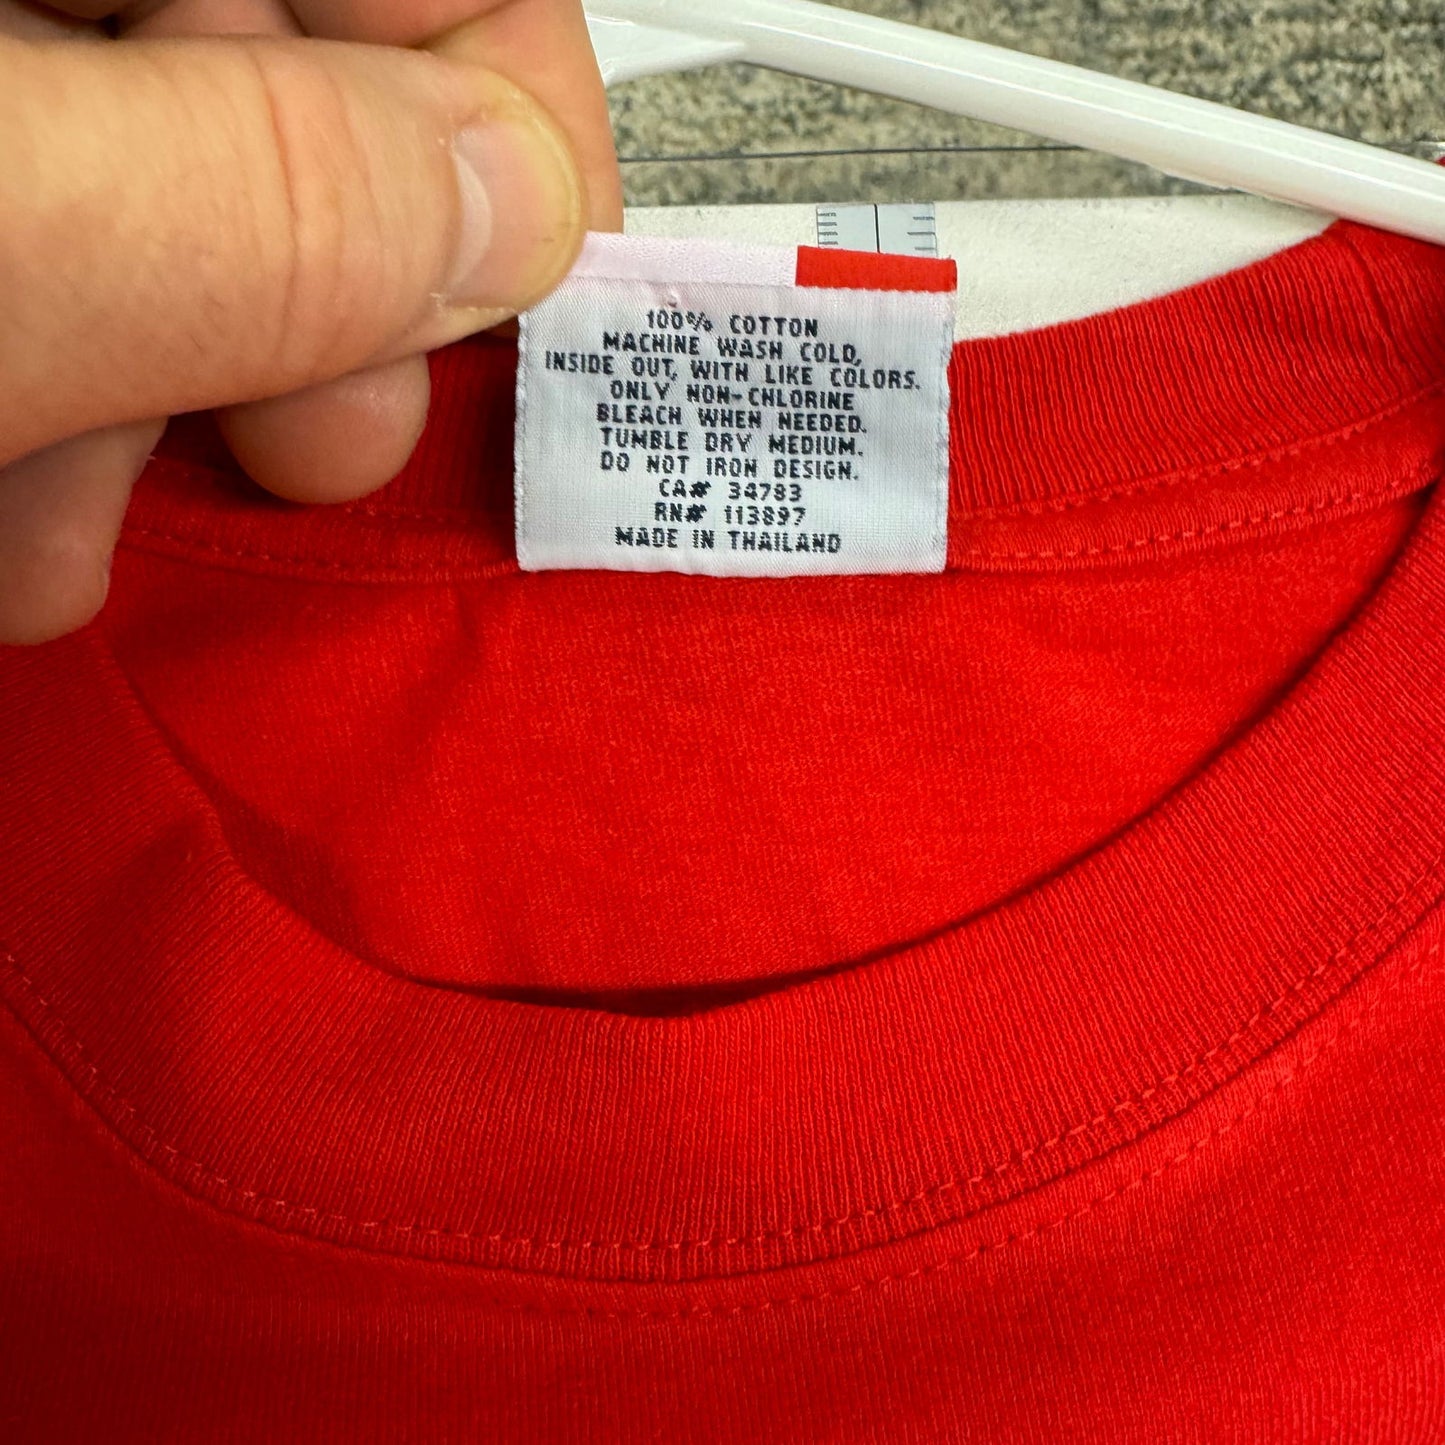 100% COTTON
MACHINE WASH COLD,
INSIDE OUT, WITH LIKE COLORS.
ONLY NON-CHLORINE
BLEACH WHEN NEEDED.
TUMBLE DRY MEDIUM.
DO NOT IRON DESIGN.
CA# 34783
RN# 113897
MADE IN THAILAND